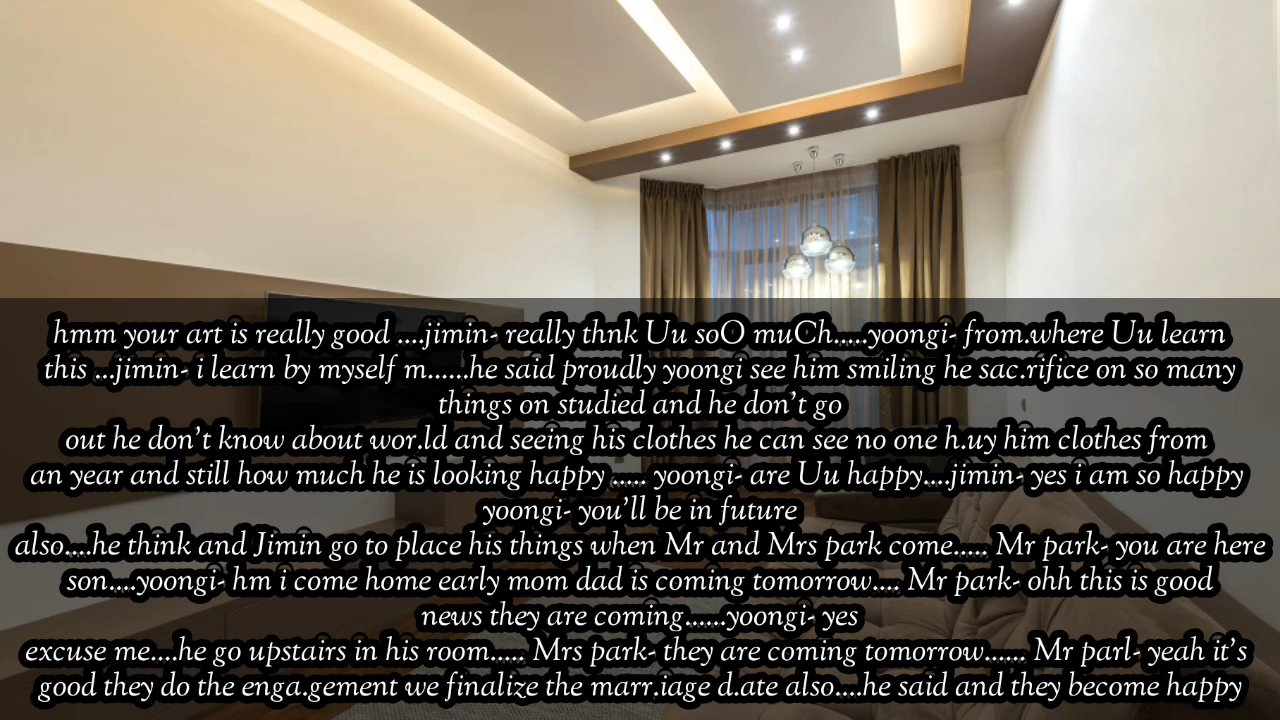 hmm your art is really good ....jimin- really thnk Uu soO muCh.....yoongi- from.where Uu learn
this ...jimin- i learn by myself m......he said proudly yoongi see him smiling he sac.rifice on so many
things on studied and he don't go
out he don't know about wor.ld and seeing his clothes he can see no one h.uy him clothes from
an year and still how much he is looking happy ...... yoongi- are Uu happy....jimin- yes i am so happy
yoongi- you'll be in future
also....he think and Jimin go to place his things when Mr and Mrs park come..... Mr park- you are here
son....yoongi- hm i come home early mom dad is coming tomorrow.... Mr park- ohh this is good
news they are coming......yoongi- yes
excuse me....he go upstairs in his room..... Mrs park- they are coming tomorrow...... Mr parl- yeah it's
good they do the enga.gement we finalize the marr.iage d.ate also....he said and they become happy